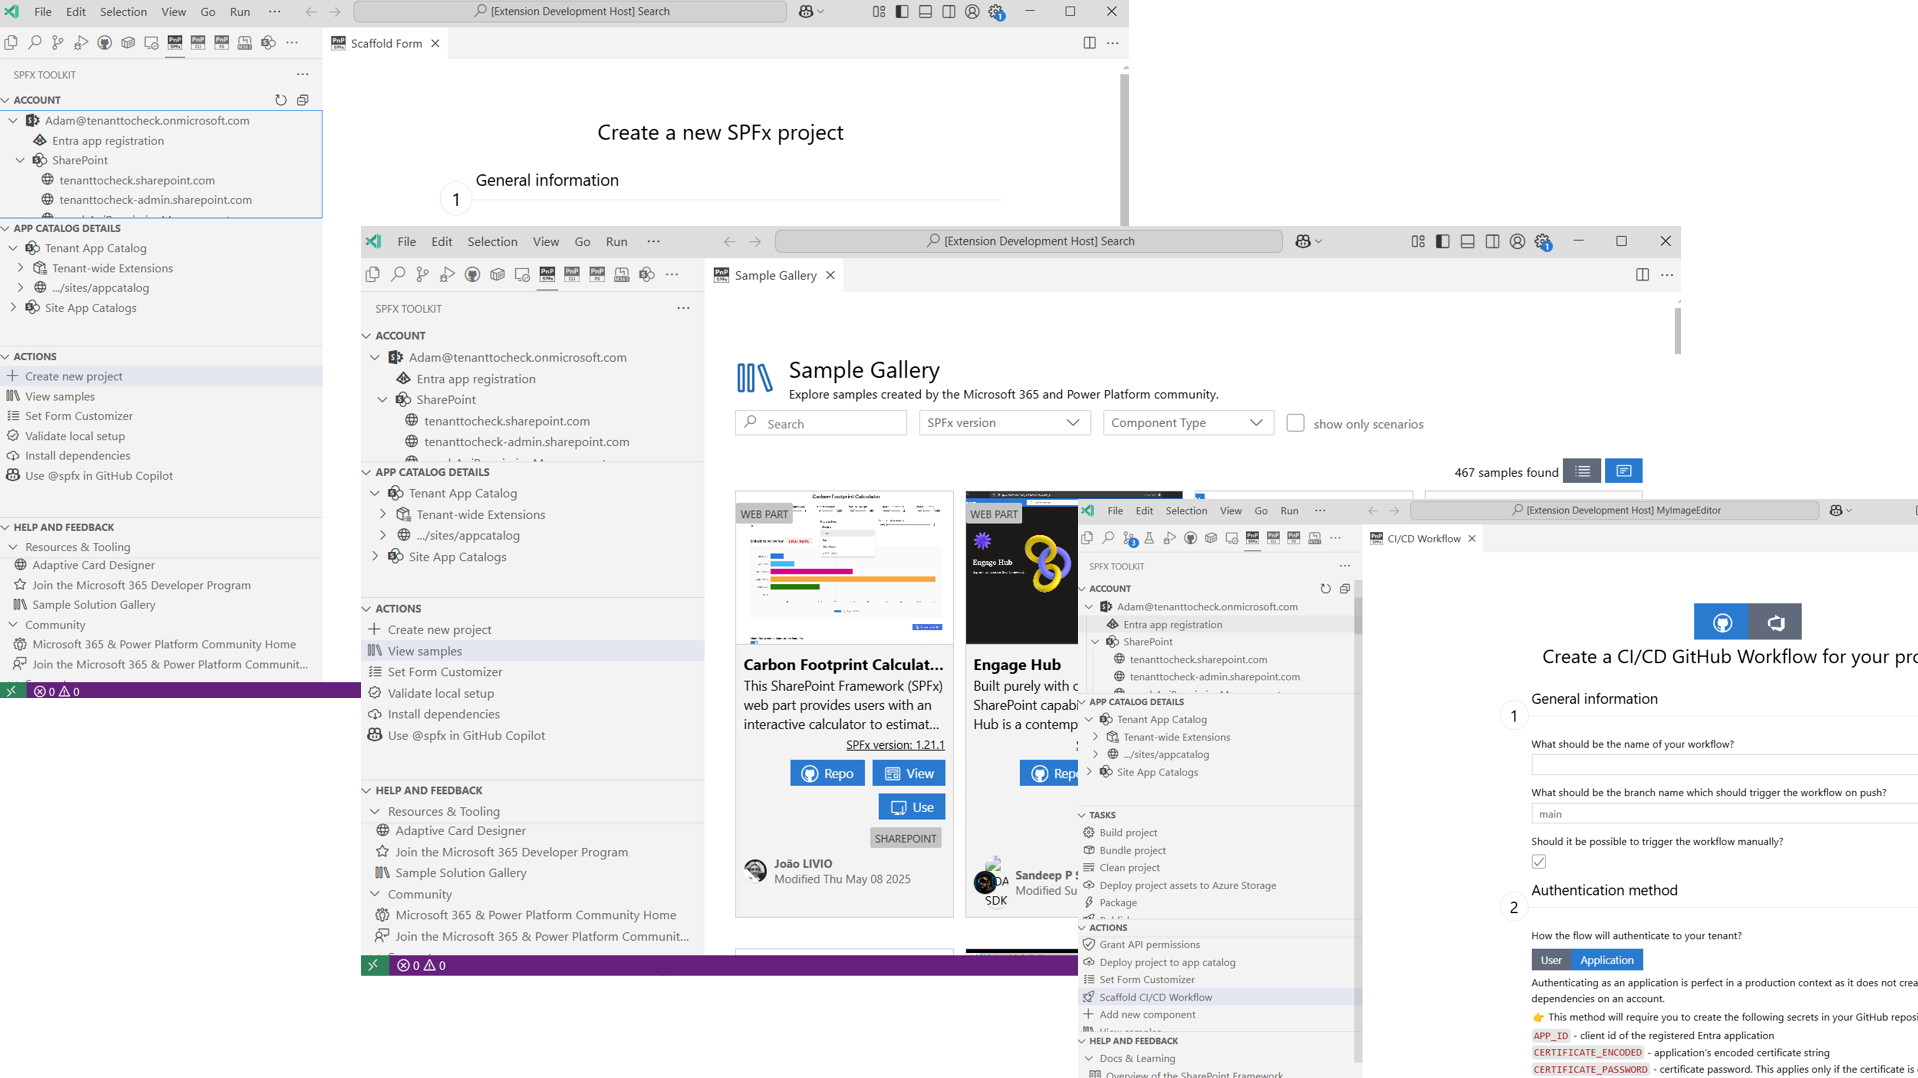 File Edit Selection View Go Run ··· [Extension Development Host] Search
Scaffold Form
SPFX TOOLKIT
ACCOUNT
Adam@tenanttocheck.onmicrosoft.com
Entra app registration
SharePoint
tenanttocheck.sharepoint.com
tenanttocheck-admin.sharepoint.com
APP CATALOG DETAILS
Tenant App Catalog
Tenant-wide Extensions
.../sites/appcatalog
Site App Catalogs
ACTIONS
Create new project
View samples
Set Form Customizer
Validate local setup
Install dependencies
Use @spfx in GitHub Copilot
HELP AND FEEDBACK
Resources & Tooling
Adaptive Card Designer
Join the Microsoft 365 Developer Program
Sample Solution Gallery
Community
Microsoft 365 & Power Platform Community Home
Join the Microsoft 365 & Power Platform Communit...
0 0
Create a new SPFx project
1 General information
File Edit Selection View Go Run ··· [Extension Development Host] Search
Sample Gallery
SPFX TOOLKIT
ACCOUNT
Adam@tenanttocheck.onmicrosoft.com
Entra app registration
SharePoint
tenanttocheck.sharepoint.com
tenanttocheck-admin.sharepoint.com
APP CATALOG DETAILS
Tenant App Catalog
Tenant-wide Extensions
.../sites/appcatalog
Site App Catalogs
ACTIONS
Create new project
View samples
Set Form Customizer
Validate local setup
Install dependencies
Use @spfx in GitHub Copilot
HELP AND FEEDBACK
Resources & Tooling
Adaptive Card Designer
Join the Microsoft 365 Developer Program
Sample Solution Gallery
Community
Microsoft 365 & Power Platform Community Home
Join the Microsoft 365 & Power Platform Communit...
0 0
Sample Gallery
Explore samples created by the Microsoft 365 and Power Platform community.
Search SPFx version Component Type show only scenarios
467 samples found
WEB PART
Carbon Footprint Calculator
Carbon Footprint Calculat...
This SharePoint Framework (SPFx)
web part provides users with an
interactive calculator to estimat...
SPFx version: 1.21.1
Repo View
Use
SHAREPOINT
João LIVIO
Modified Thu May 08 2025
WEB PART
Engage Hub
Engage Hub
Built purely with
SharePoint
Hub is a
Sandeep P
Modified
File Edit Selection View Go Run ··· [Extension Development Host] MyImageEditor
CI/CD Workflow
SPFX TOOLKIT
ACCOUNT
Adam@tenanttocheck.onmicrosoft.com
Entra app registration
SharePoint
tenanttocheck.sharepoint.com
tenanttocheck-admin.sharepoint.com
APP CATALOG DETAILS
Tenant App Catalog
Tenant-wide Extensions
.../sites/appcatalog
Site App Catalogs
TASKS
Build project
Bundle project
Clean project
Deploy project assets to Azure Storage
Package
ACTIONS
Grant API permissions
Deploy project to app catalog
Set Form Customizer
Scaffold CI/CD Workflow
Add new component
HELP AND FEEDBACK
Docs & Learning
Overview of the SharePoint Framework
Create a CI/CD GitHub Workflow for your
1 General information
What should be the name of your workflow?
What should be the branch name which should trigger the workflow on push?
main
Should it be possible to trigger the workflow manually?
2 Authentication method
How the flow will authenticate to your tenant?
User Application
Authenticating as an application is perfect in a production context as it does not
dependencies on an account.
👉 This method will require you to create the following secrets in your GitHub
APP_ID - client id of the registered Entra application
CERTIFICATE_ENCODED - application's encoded certificate string
CERTIFICATE_PASSWORD - certificate password. This applies only if the certificate is